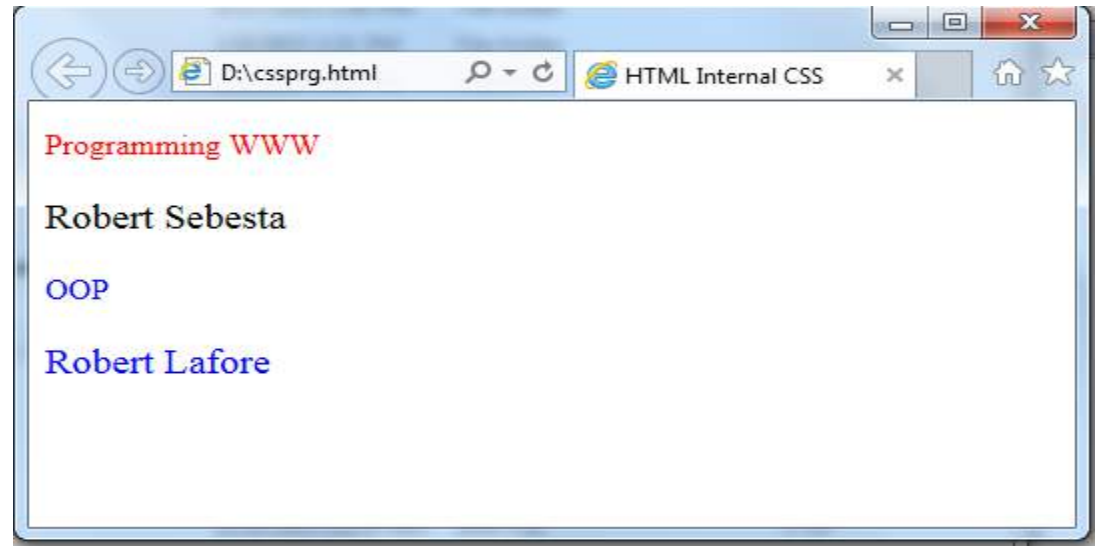 D:\cssprg.html
HTML Internal CSS
Programming WWW
Robert Sebesta
OOP
Robert Lafore